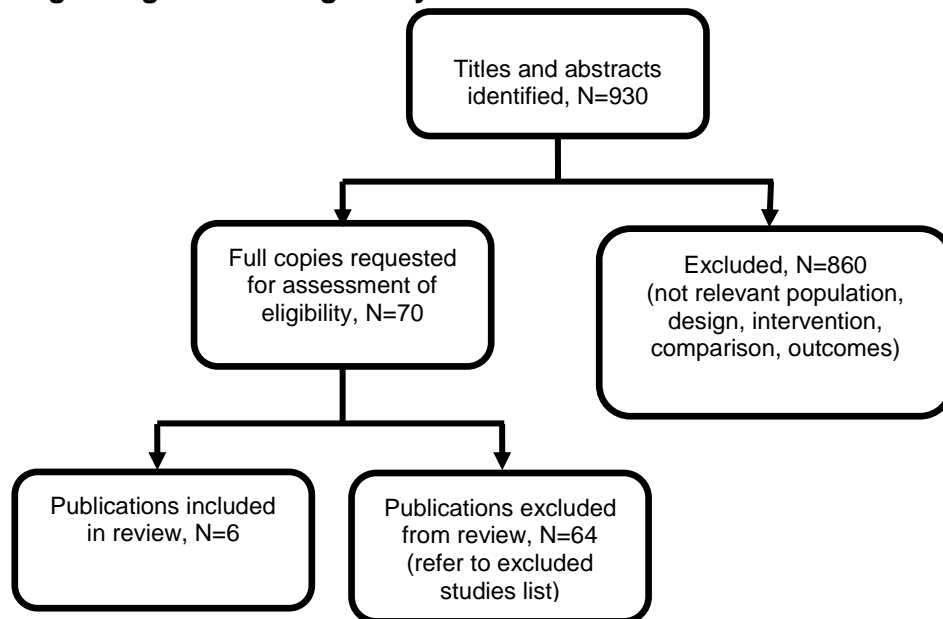 Titles and abstracts
identified, N=930
Full copies requested
for assessment of
eligibility, N=70
Excluded, N=860
(not relevant population,
design, intervention,
comparison, outcomes)
Publications included
in review, N=6
Publications excluded
from review, N=64
(refer to excluded
studies list)